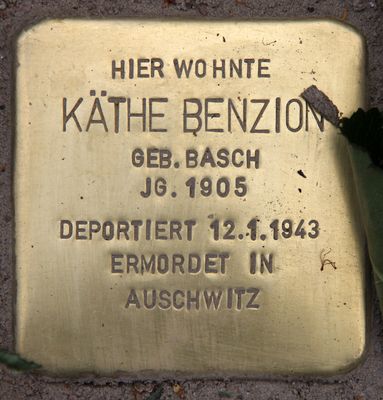 HIER WOHNTE
KÄTHE BENZION
GEB. BASCH
JG. 1905
DEPORTIERT 12.1.1943
ERMORDET IN
AUSCHWITZ